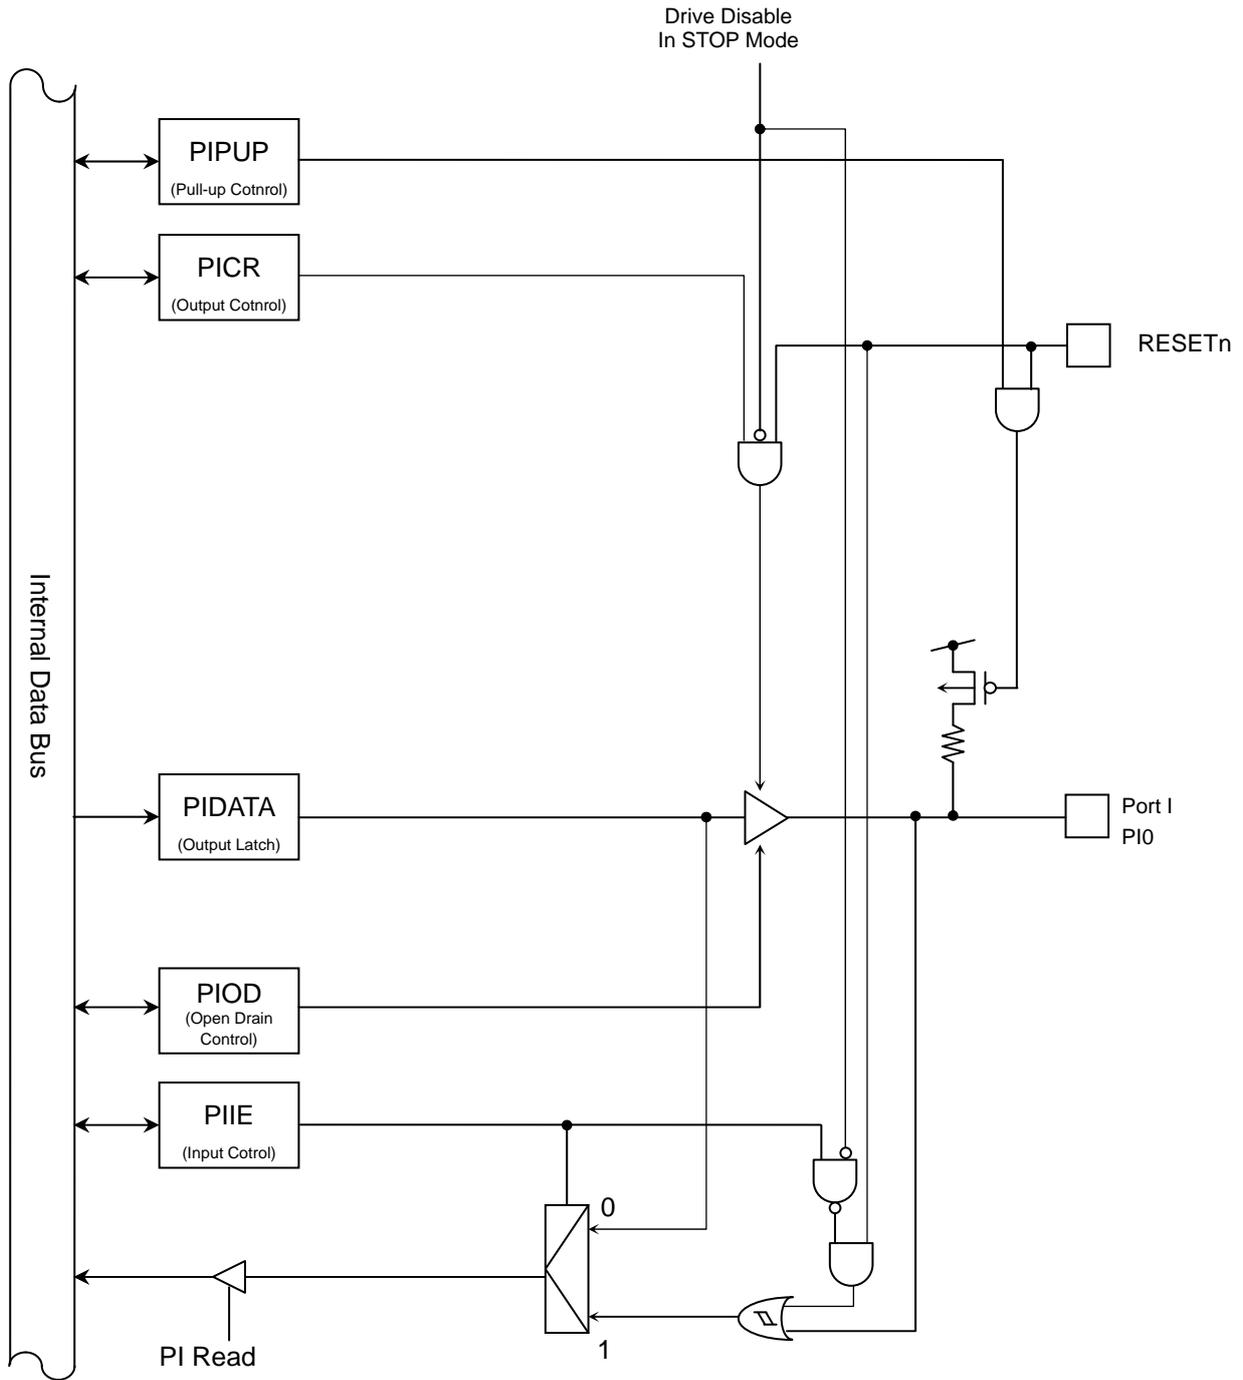 Drive Disable
In STOP Mode
PIPUP
(Pull-up Cotnrol)
PICR
(Output Cotnrol)
RESETn
Internal Data Bus
PIDATA
(Output Latch)
Port I
PI0
PIOD
(Open Drain
Control)
PIIE
(Input Cotrol)
0
1
PI Read